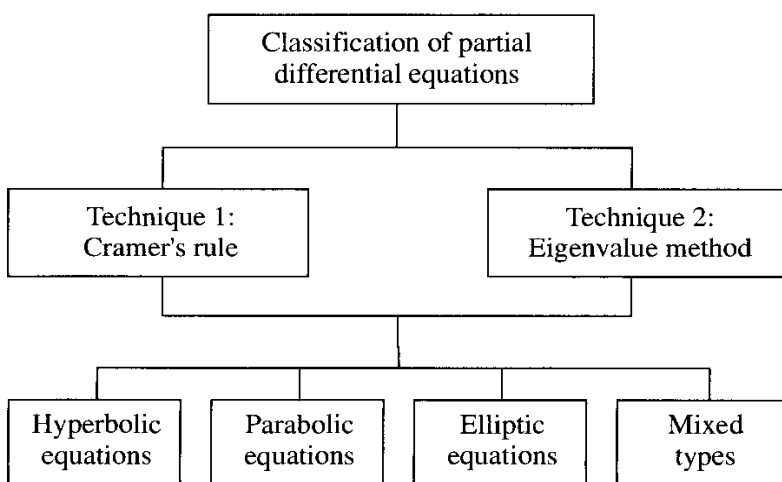 Classification of partial
differential equations
Technique 1:
Cramer's rule
Technique 2:
Eigenvalue method
Hyperbolic
equations
Parabolic
equations
Elliptic
equations
Mixed
types